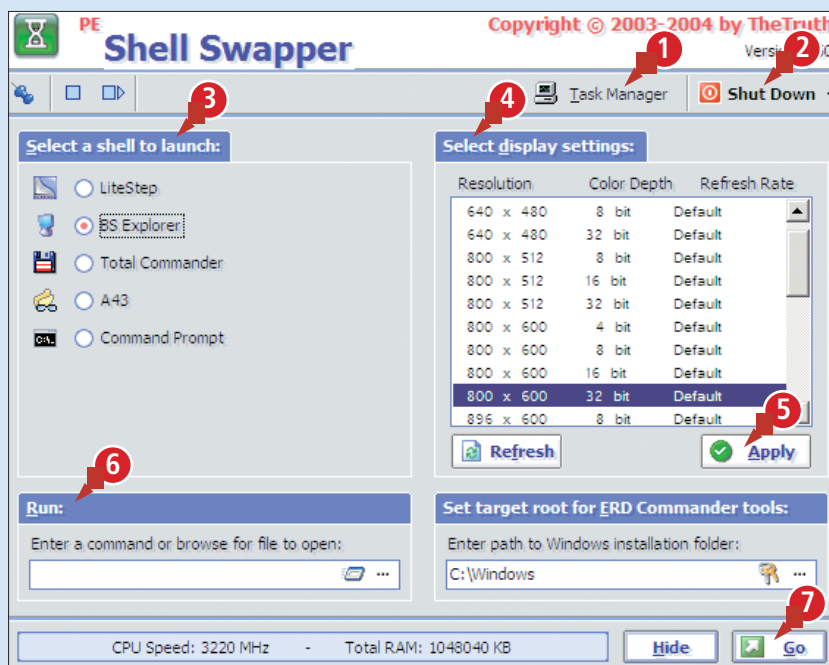 PE
Shell Swapper
Copyright © 2003-2004 by TheTruth
1
2
Task Manager
Shut Down
3
4
Select a shell to launch:
LiteStep
BS Explorer
Total Commander
A43
C:\.
Command Prompt
Select display settings:
Resolution Color Depth Refresh Rate
640 x 480 8 bit Default
640 x 480 32 bit Default
800 x 512 8 bit Default
800 x 512 16 bit Default
800 x 512 32 bit Default
800 x 600 4 bit Default
800 x 600 8 bit Default
800 x 600 16 bit Default
800 x 600 32 bit Default
896 x 600 8 bit Default
5
Refresh
Apply
6
Run:
Enter a command or browse for file to open:
...
Set target root for ERD Commander tools:
Enter path to Windows installation folder:
C:\Windows ...
7
CPU Speed: 3220 MHz - Total RAM: 1048040 KB
Hide
Go